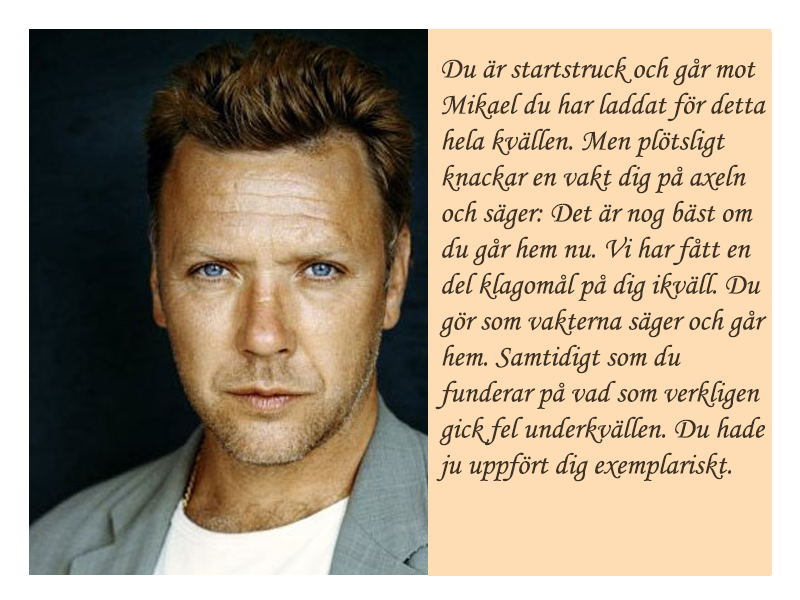 Du är startstruck och går mot
Mikael du har laddat för detta
hela kvällen. Men plötsligt
knackar en vakt dig på axeln
och säger: Det är nog bäst om
du går hem nu. Vi har fått en
del klagomål på dig ikväll. Du
gör som vakterna säger och går
hem. Samtidigt som du
funderar på vad som verkligen
gick fel underkvällen. Du hade
ju uppfört dig exemplariskt.